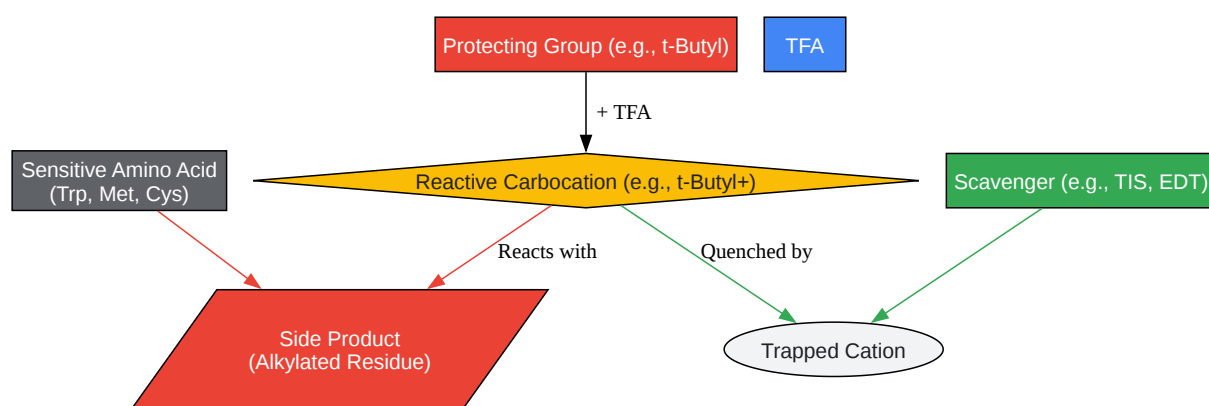 Protecting Group (e.g., t-Butyl)
TFA
+ TFA
Sensitive Amino Acid
(Trp, Met, Cys)
Reactive Carbocation (e.g., t-Butyl+)
Scavenger (e.g., TIS, EDT)
Reacts with
Quenched by
Side Product
(Alkylated Residue)
Trapped Cation